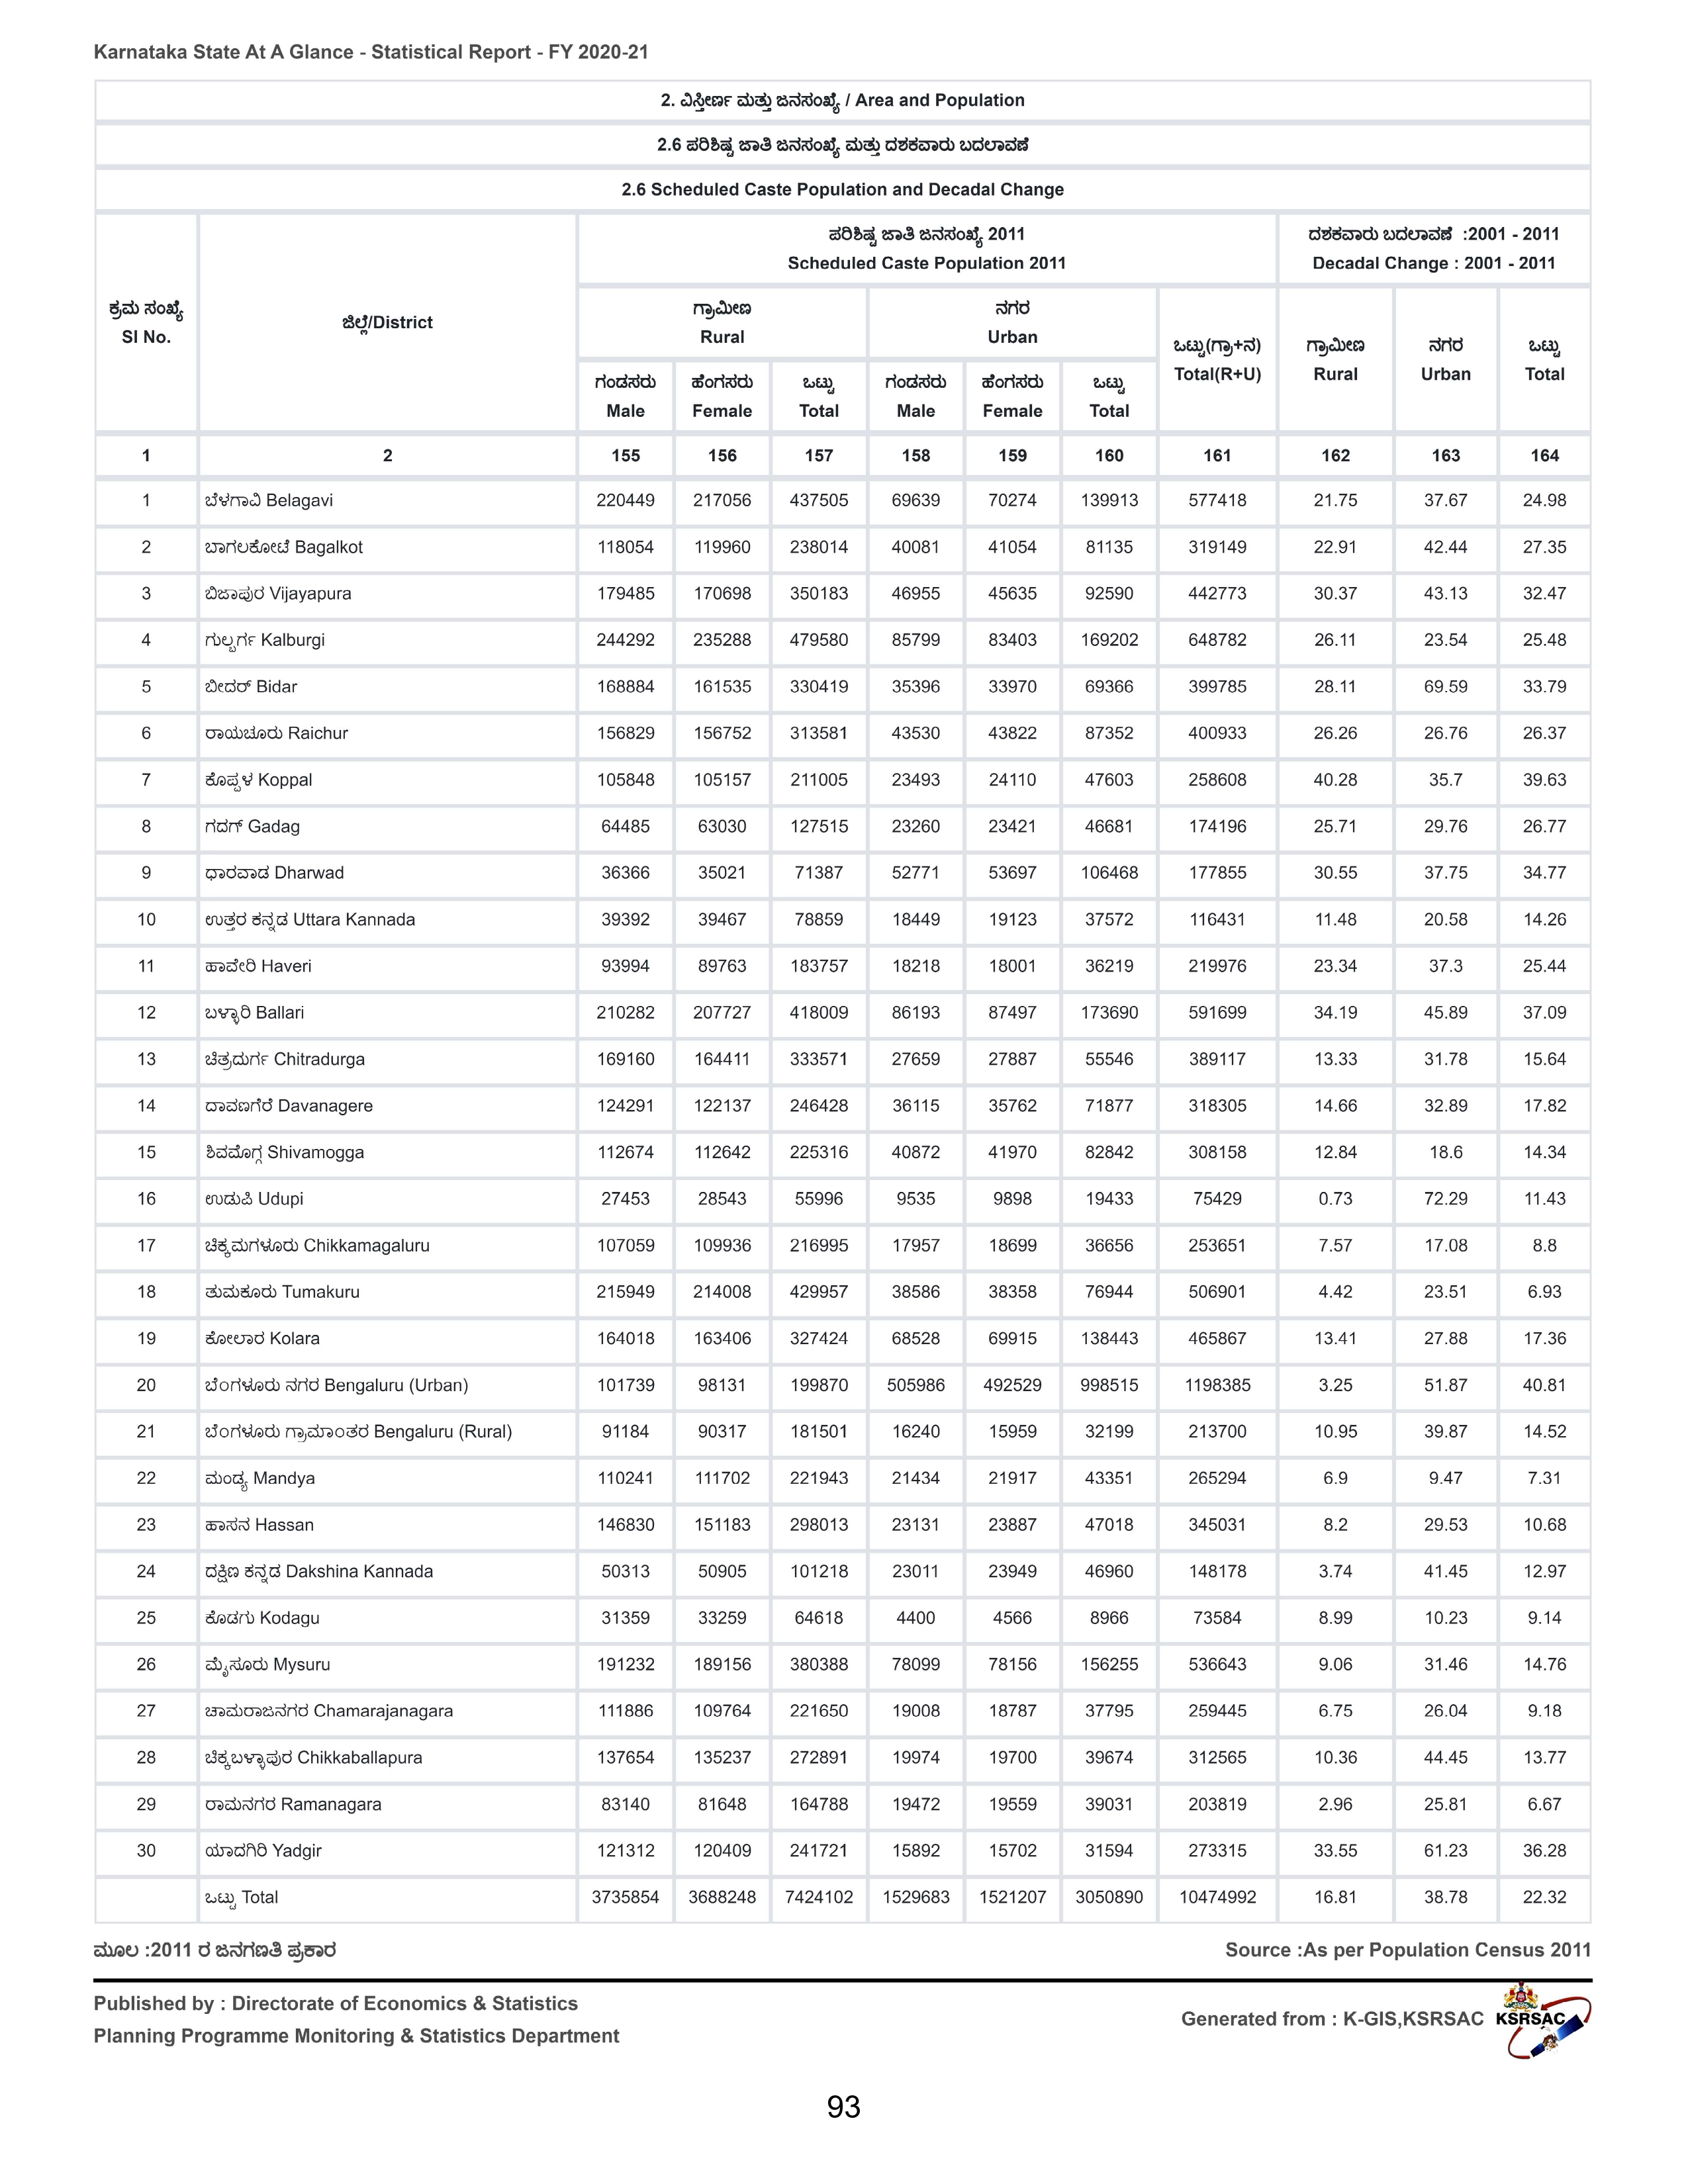 Karnataka State At A Glance - Statistical Report - FY 2020-21
2. ವಿಸ್ತೀರ್ಣ ಮತ್ತು ಜನಸಂಖ್ಯೆ / Area and Population
2.6 ಪರಿಶಿಷ್ಟ ಜಾತಿ ಜನಸಂಖ್ಯೆ ಮತ್ತು ದಶಕವಾರು ಬದಲಾವಣೆ
2.6 Scheduled Caste Population and Decadal Change
ಕ್ರಮ ಸಂಖ್ಯೆ
Sl No.
ಜಿಲ್ಲೆ/District
ಪರಿಶಿಷ್ಟ ಜಾತಿ ಜನಸಂಖ್ಯೆ 2011
Scheduled Caste Population 2011
ದಶಕವಾರು ಬದಲಾವಣೆ :2001 - 2011
Decadal Change : 2001 - 2011
ಗ್ರಾಮೀಣ
Rural
ನಗರ
Urban
ಒಟ್ಟು(ಗ್ರಾ+ನ)
Total(R+U)
ಗ್ರಾಮೀಣ
Rural
ನಗರ
Urban
ಒಟ್ಟು
Total
ಗಂಡಸರು
Male
ಹೆಂಗಸರು
Female
ಒಟ್ಟು
Total
ಗಂಡಸರು
Male
ಹೆಂಗಸರು
Female
ಒಟ್ಟು
Total
1 2 155 156 157 158 159 160 161 162 163 164
1 ಬೆಳಗಾವಿ Belagavi 220449 217056 437505 69639 70274 139913 577418 21.75 37.67 24.98
2 ಬಾಗಲಕೋಟೆ Bagalkot 118054 119960 238014 40081 41054 81135 319149 22.91 42.44 27.35
3 ಬಿಜಾಪುರ Vijayapura 179485 170698 350183 46955 45635 92590 442773 30.37 43.13 32.47
4 ಗುಲ್ಬರ್ಗ Kalburgi 244292 235288 479580 85799 83403 169202 648782 26.11 23.54 25.48
5 ಬೀದರ್ Bidar 168884 161535 330419 35396 33970 69366 399785 28.11 69.59 33.79
6 ರಾಯಚೂರು Raichur 156829 156752 313581 43530 43822 87352 400933 26.26 26.76 26.37
7 ಕೊಪ್ಪಳ Koppal 105848 105157 211005 23493 24110 47603 258608 40.28 35.7 39.63
8 ಗದಗ್ Gadag 64485 63030 127515 23260 23421 46681 174196 25.71 29.76 26.77
9 ಧಾರವಾಡ Dharwad 36366 35021 71387 52771 53697 106468 177855 30.55 37.75 34.77
10 ಉತ್ತರ ಕನ್ನಡ Uttara Kannada 39392 39467 78859 18449 19123 37572 116431 11.48 20.58 14.26
11 ಹಾವೇರಿ Haveri 93994 89763 183757 18218 18001 36219 219976 23.34 37.3 25.44
12 ಬಳ್ಳಾರಿ Ballari 210282 207727 418009 86193 87497 173690 591699 34.19 45.89 37.09
13 ಚಿತ್ರದುರ್ಗ Chitradurga 169160 164411 333571 27659 27887 55546 389117 13.33 31.78 15.64
14 ದಾವಣಗೆರೆ Davanagere 124291 122137 246428 36115 35762 71877 318305 14.66 32.89 17.82
15 ಶಿವಮೊಗ್ಗ Shivamogga 112674 112642 225316 40872 41970 82842 308158 12.84 18.6 14.34
16 ಉಡುಪಿ Udupi 27453 28543 55996 9535 9898 19433 75429 0.73 72.29 11.43
17 ಚಿಕ್ಕಮಗಳೂರು Chikkamagaluru 107059 109936 216995 17957 18699 36656 253651 7.57 17.08 8.8
18 ತುಮಕೂರು Tumakuru 215949 214008 429957 38586 38358 76944 506901 4.42 23.51 6.93
19 ಕೋಲಾರ Kolara 164018 163406 327424 68528 69915 138443 465867 13.41 27.88 17.36
20 ಬೆಂಗಳೂರು ನಗರ Bengaluru (Urban) 101739 98131 199870 505986 492529 998515 1198385 3.25 51.87 40.81
21 ಬೆಂಗಳೂರು ಗ್ರಾಮಾಂತರ Bengaluru (Rural) 91184 90317 181501 16240 15959 32199 213700 10.95 39.87 14.52
22 ಮಂಡ್ಯ Mandya 110241 111702 221943 21434 21917 43351 265294 6.9 9.47 7.31
23 ಹಾಸನ Hassan 146830 151183 298013 23131 23887 47018 345031 8.2 29.53 10.68
24 ದಕ್ಷಿಣ ಕನ್ನಡ Dakshina Kannada 50313 50905 101218 23011 23949 46960 148178 3.74 41.45 12.97
25 ಕೊಡಗು Kodagu 31359 33259 64618 4400 4566 8966 73584 8.99 10.23 9.14
26 ಮೈಸೂರು Mysuru 191232 189156 380388 78099 78156 156255 536643 9.06 31.46 14.76
27 ಚಾಮರಾಜನಗರ Chamarajanagara 111886 109764 221650 19008 18787 37795 259445 6.75 26.04 9.18
28 ಚಿಕ್ಕಬಳ್ಳಾಪುರ Chikkaballapura 137654 135237 272891 19974 19700 39674 312565 10.36 44.45 13.77
29 ರಾಮನಗರ Ramanagara 83140 81648 164788 19472 19559 39031 203819 2.96 25.81 6.67
30 ಯಾದಗಿರಿ Yadgir 121312 120409 241721 15892 15702 31594 273315 33.55 61.23 36.28
ಒಟ್ಟು Total 3735854 3688248 7424102 1529683 1521207 3050890 10474992 16.81 38.78 22.32
ಮೂಲ :2011 ರ ಜನಗಣತಿ ಪ್ರಕಾರ Source :As per Population Census 2011
Published by : Directorate of Economics & Statistics
Planning Programme Monitoring & Statistics Department
Generated from : K-GIS,KSRSAC KSRSAC
93